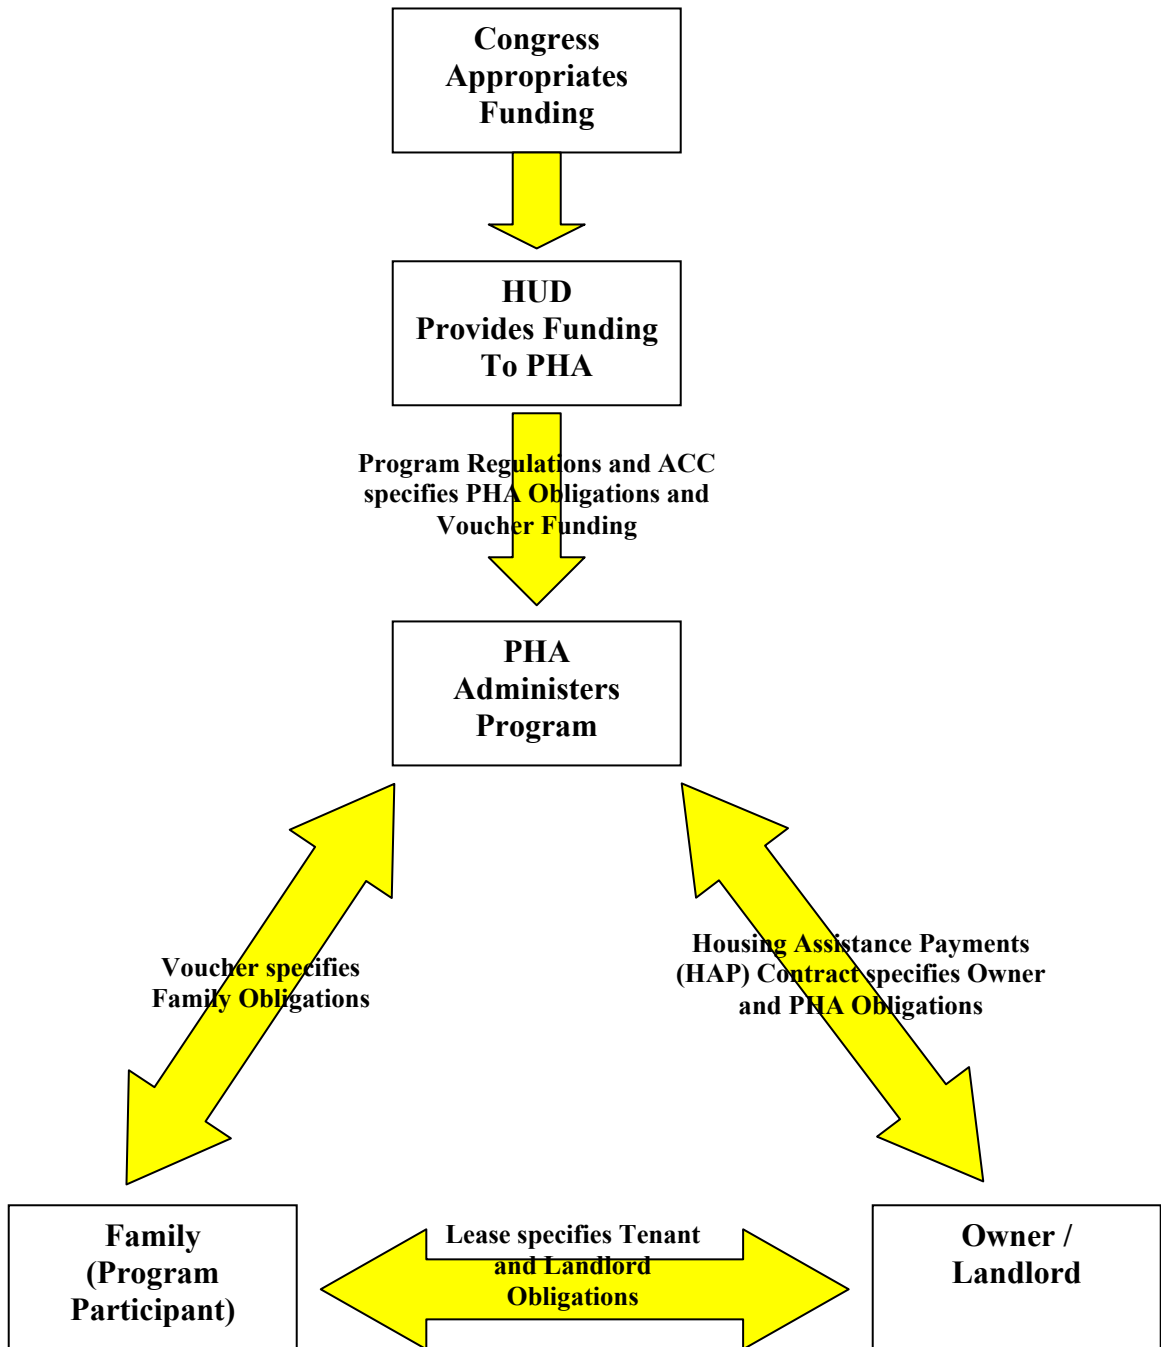 Congress
Appropriates
Funding
HUD
Provides Funding
To PHA
Program Regulations and ACC
specifies PHA Obligations and
Voucher Funding
PHA
Administers
Program
Voucher specifies
Family Obligations
Housing Assistance Payments
(HAP) Contract specifies Owner
and PHA Obligations
Family
(Program
Participant)
Lease specifies Tenant
and Landlord
Obligations
Owner /
Landlord